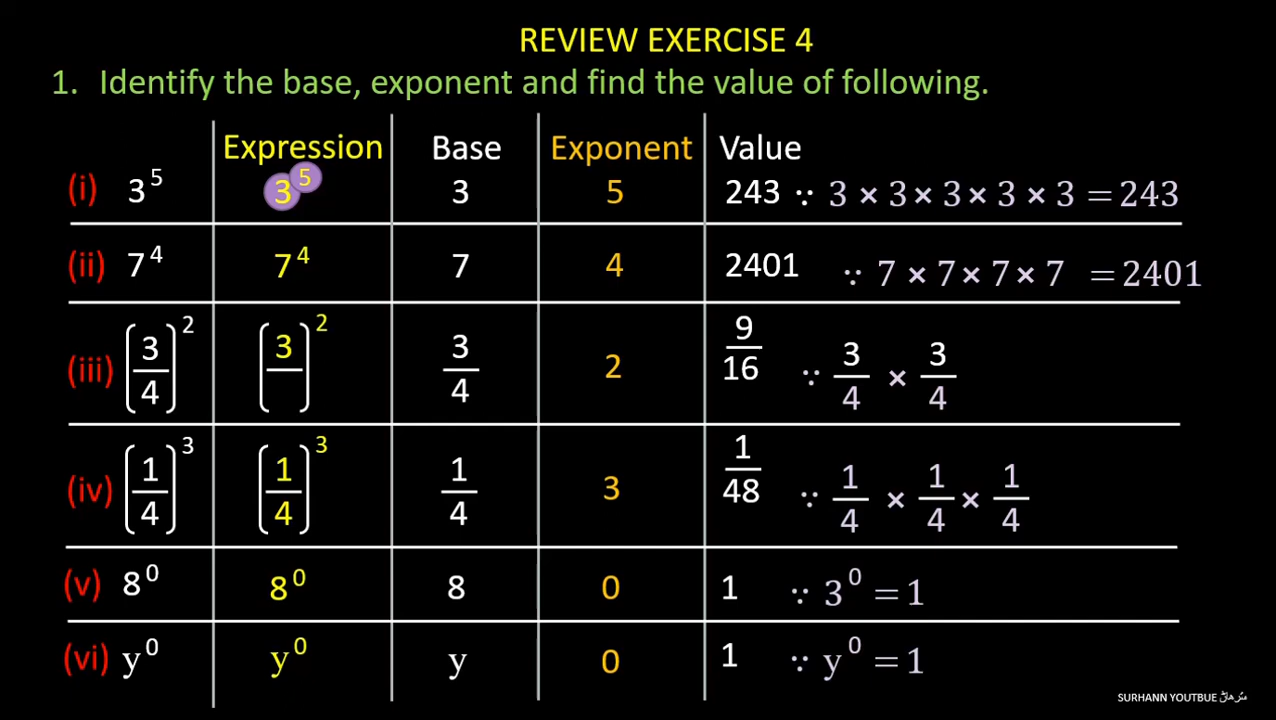 REVIEW EXERCISE 4
1. Identify the base, exponent and find the value of following.
Expression Base Exponent Value
(i) 3⁵ 3⁵ 3 5 243 ∵ 3 × 3 × 3 × 3 × 3 = 243
(ii) 7⁴ 7⁴ 7 4 2401 ∵ 7 × 7 × 7 × 7 = 2401
(iii) (3/4)² (3/ )² 3/4 2 9/16 ∵ 3/4 × 3/4
(iv) (1/4)³ (1/4)³ 1/4 3 1/48 ∵ 1/4 × 1/4 × 1/4
(v) 8⁰ 8⁰ 8 0 1 ∵ 3⁰ = 1
(vi) y⁰ y⁰ y 0 1 ∵ y⁰ = 1
SURHANN YOUTBUE سُرهانؓ